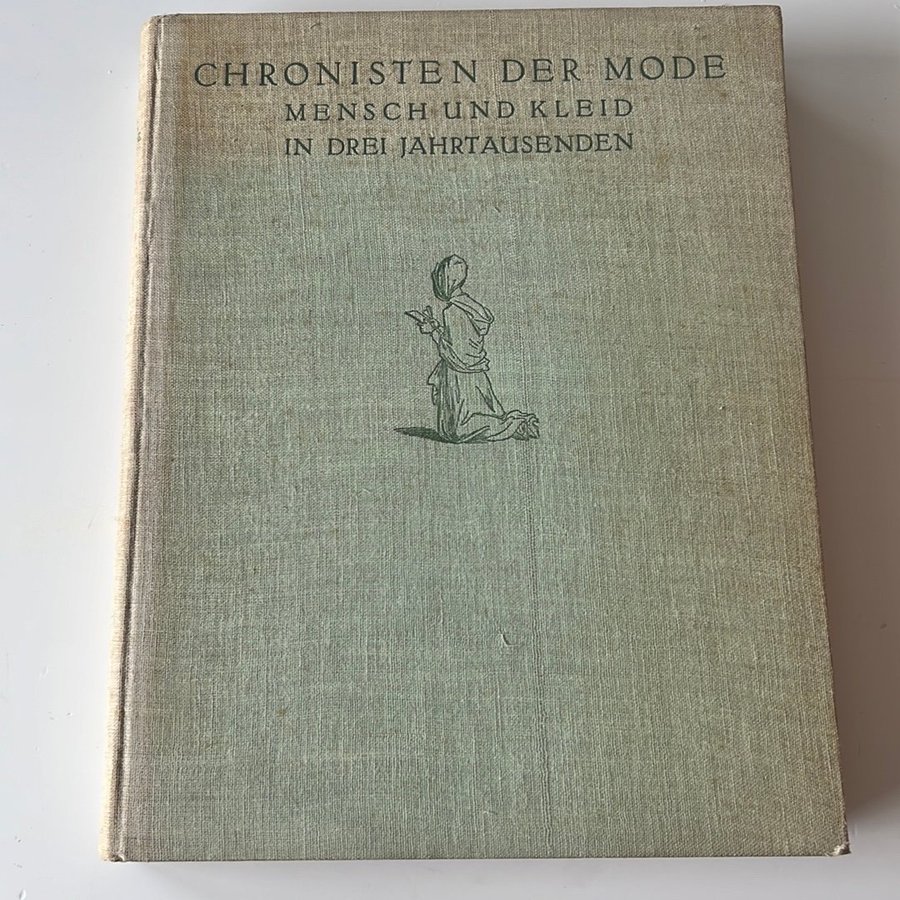 CHRONISTEN DER MODE
MENSCH UND KLEID
IN DREI JAHRTAUSENDEN